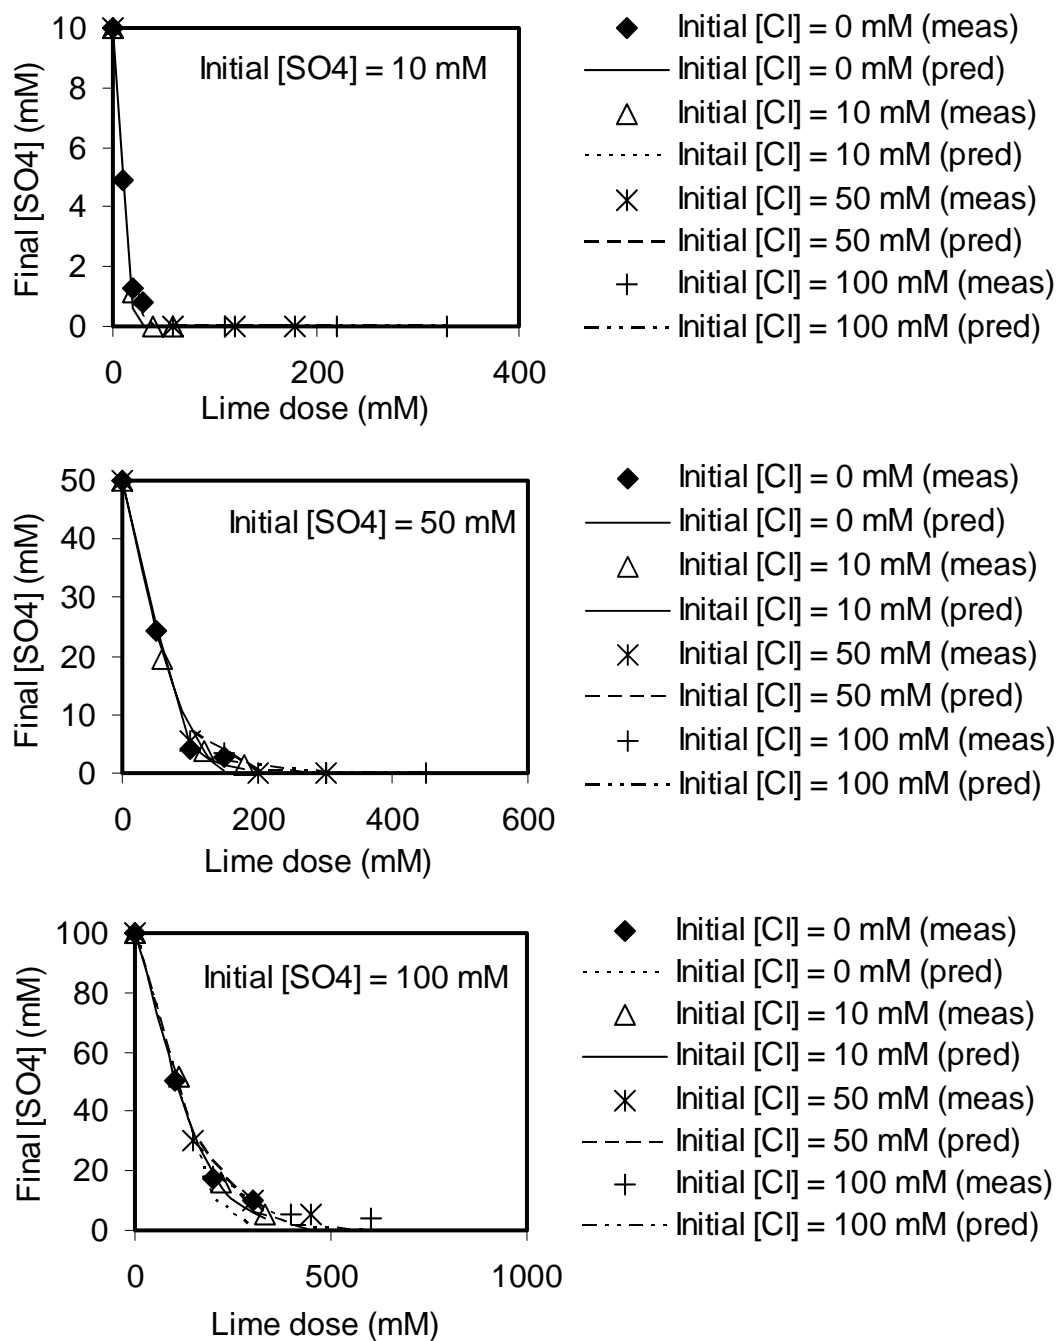 Initial [SO4] = 10 mM
Final [SO4] (mM)
10
8
6
4
2
0
0 200 400
Lime dose (mM)
Initial [Cl] = 0 mM (meas)
Initial [Cl] = 0 mM (pred)
Initial [Cl] = 10 mM (meas)
Initail [Cl] = 10 mM (pred)
Initial [Cl] = 50 mM (meas)
Initial [Cl] = 50 mM (pred)
Initial [Cl] = 100 mM (meas)
Initial [Cl] = 100 mM (pred)
Initial [SO4] = 50 mM
Final [SO4] (mM)
50
40
30
20
10
0
0 200 400 600
Lime dose (mM)
Initial [Cl] = 0 mM (meas)
Initial [Cl] = 0 mM (pred)
Initial [Cl] = 10 mM (meas)
Initail [Cl] = 10 mM (pred)
Initial [Cl] = 50 mM (meas)
Initial [Cl] = 50 mM (pred)
Initial [Cl] = 100 mM (meas)
Initial [Cl] = 100 mM (pred)
Initial [SO4] = 100 mM
Final [SO4] (mM)
100
80
60
40
20
0
0 500 1000
Lime dose (mM)
Initial [Cl] = 0 mM (meas)
Initial [Cl] = 0 mM (pred)
Initial [Cl] = 10 mM (meas)
Initail [Cl] = 10 mM (pred)
Initial [Cl] = 50 mM (meas)
Initial [Cl] = 50 mM (pred)
Initial [Cl] = 100 mM (meas)
Initial [Cl] = 100 mM (pred)